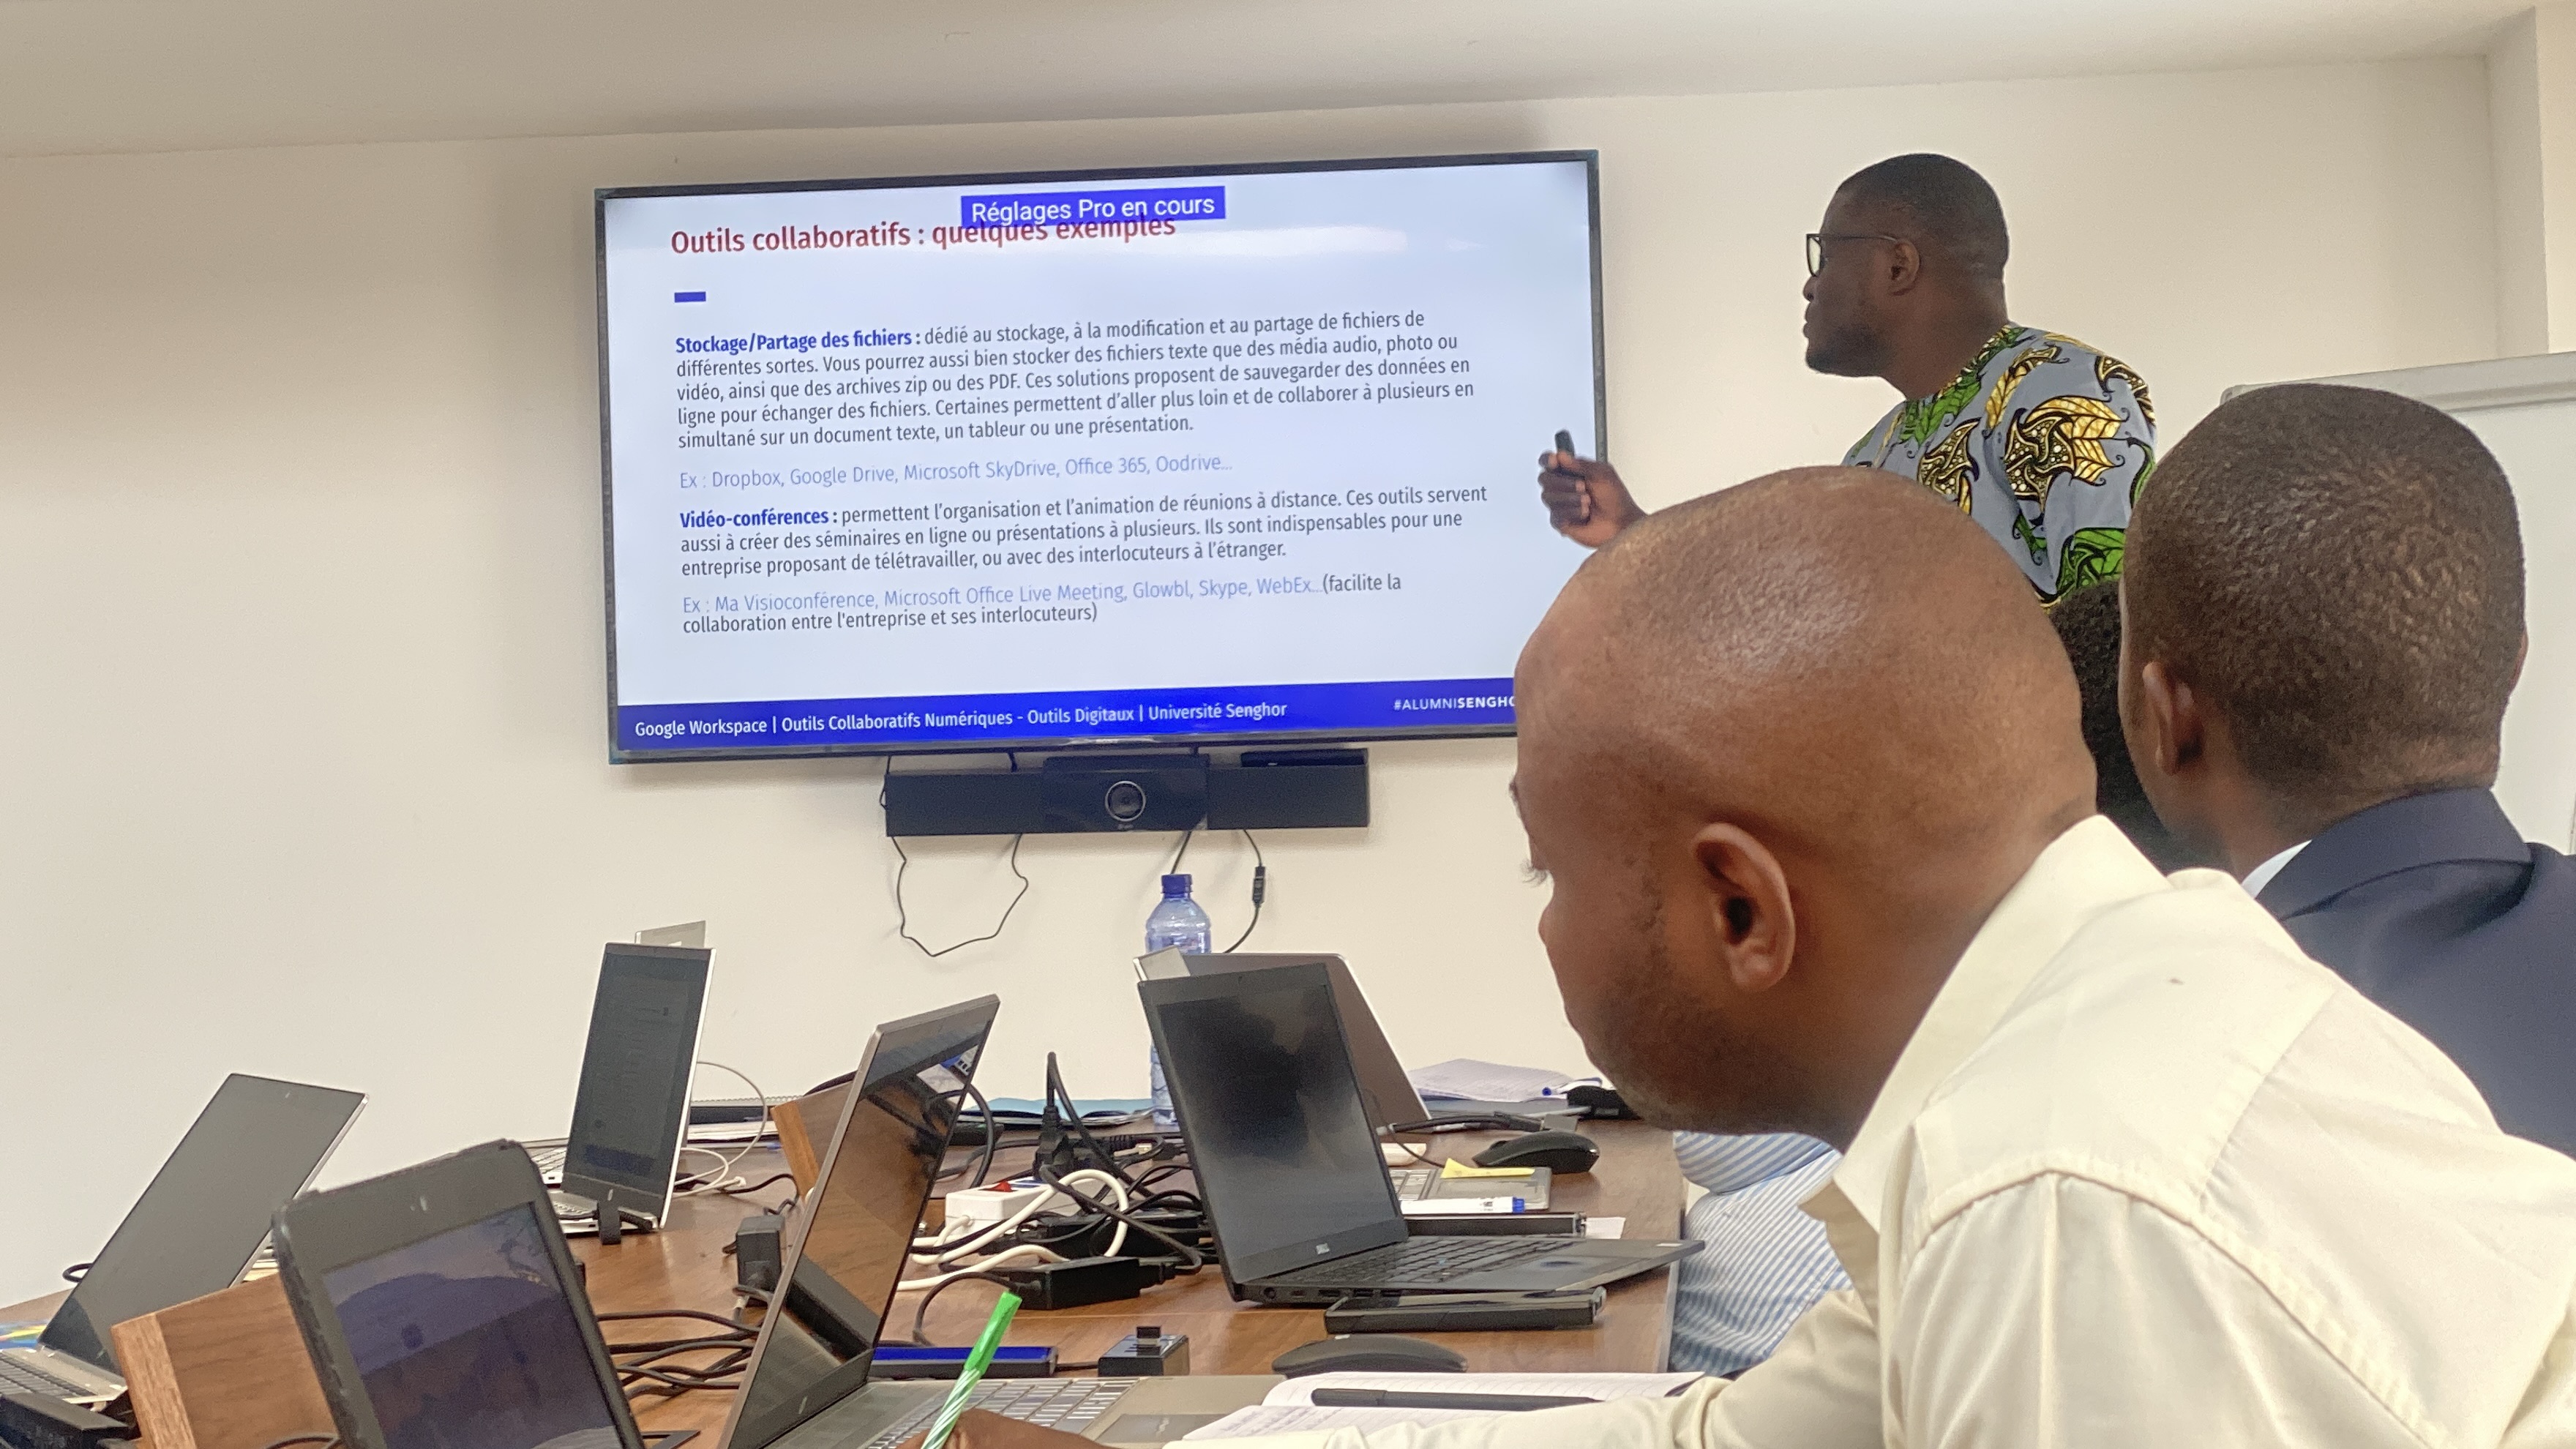 Réglages Pro en cours
Outils collaboratifs : quelques exemples
Stockage/Partage des fichiers : dédié au stockage, à la modification et au partage de fichiers de
différentes sortes. Vous pourrez aussi bien stocker des fichiers texte que des média audio, photo ou
vidéo, ainsi que des archives zip ou des PDF. Ces solutions proposent de sauvegarder des données en
ligne pour échanger des fichiers. Certaines permettent d'aller plus loin et de collaborer à plusieurs en
simultané sur un document texte, un tableur ou une présentation.
Ex : Dropbox, Google Drive, Microsoft SkyDrive, Office 365, Oodrive...
Vidéo-conférences : permettent l'organisation et l'animation de réunions à distance. Ces outils servent
aussi à créer des séminaires en ligne ou présentations à plusieurs. Ils sont indispensables pour une
entreprise proposant de télétravailler, ou avec des interlocuteurs à l'étranger.
Ex : Ma Visioconférence, Microsoft Office Live Meeting, Glowbl, Skype, WebEx...(facilite la
collaboration entre l'entreprise et ses interlocuteurs)
Google Workspace | Outils Collaboratifs Numériques - Outils Digitaux | Université Senghor
#ALUMNISENGHO
DELL